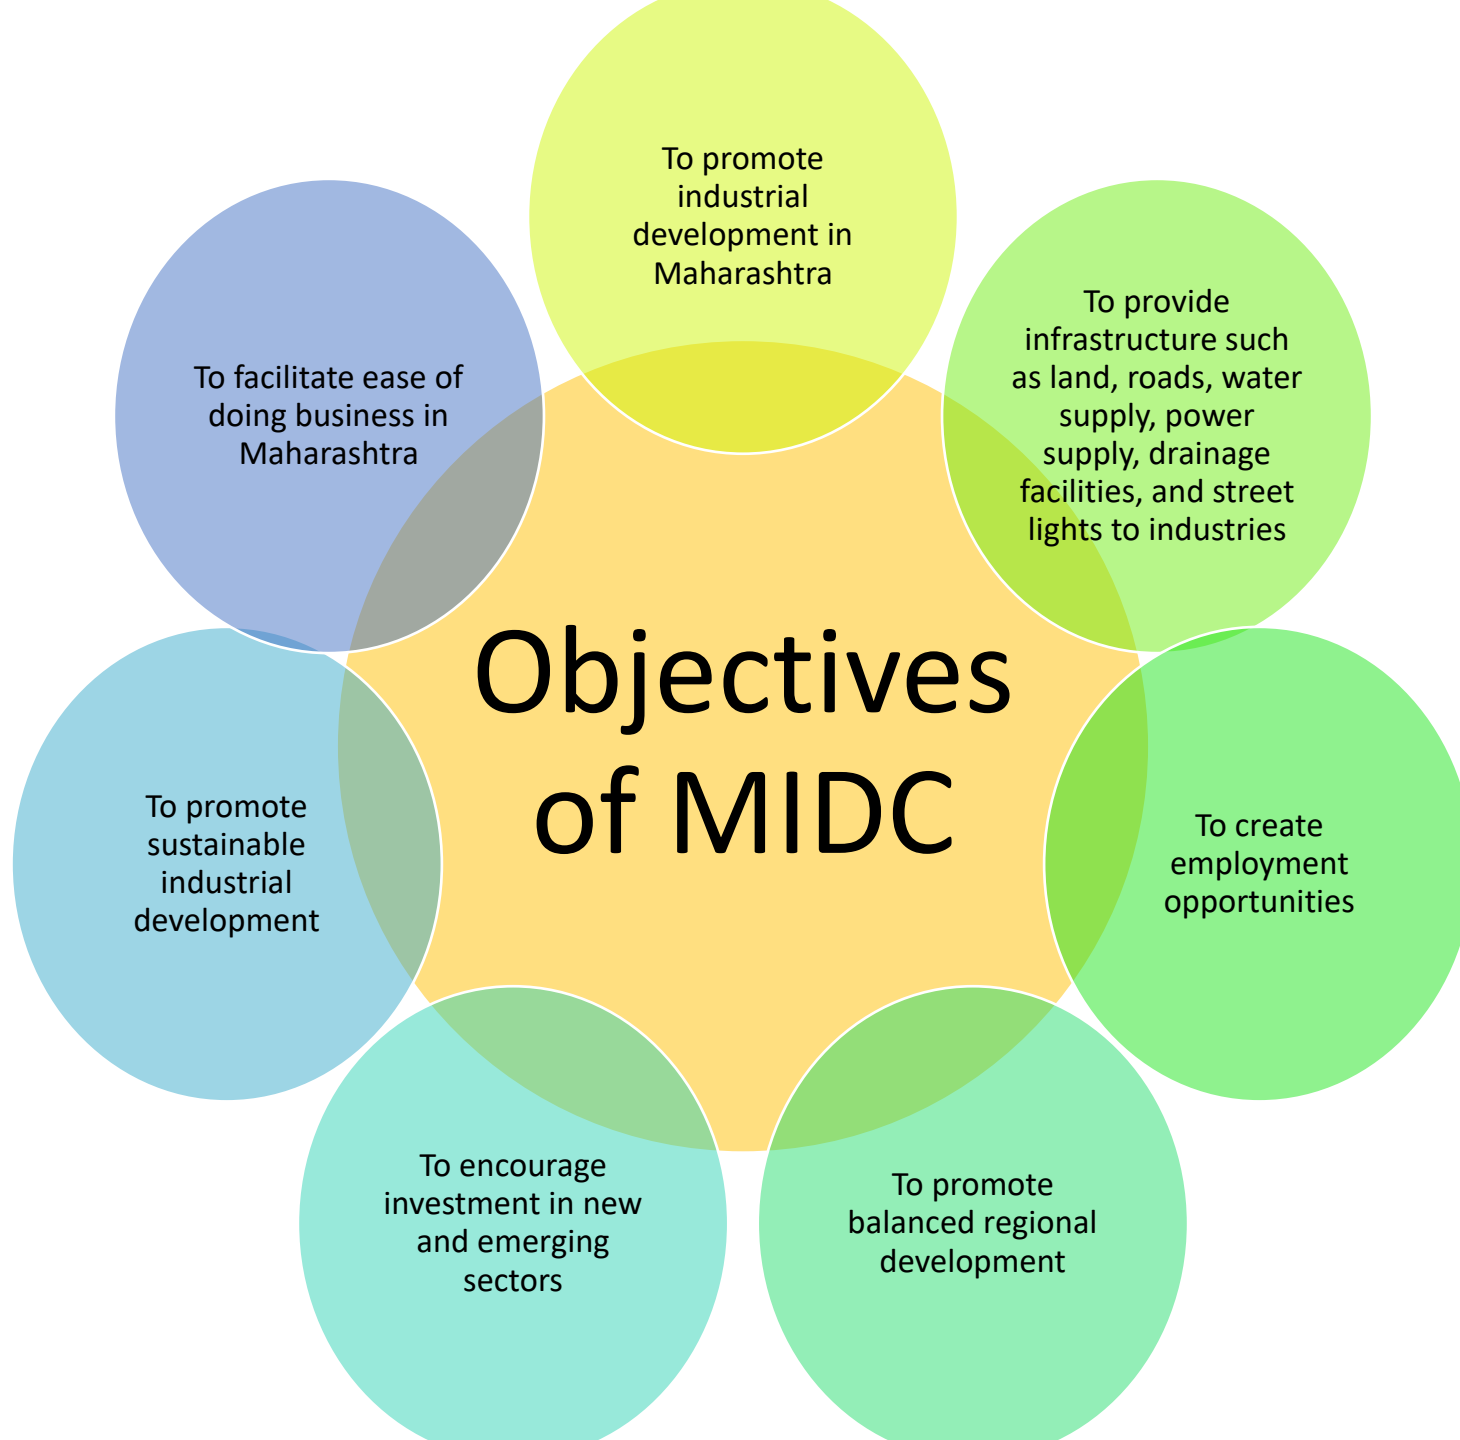 To promote
industrial
development in
Maharashtra
To provide
infrastructure such
as land, roads, water
supply, power
supply, drainage
facilities, and street
lights to industries
To create
employment
opportunities
To promote
balanced regional
development
To encourage
investment in new
and emerging
sectors
To promote
sustainable
industrial
development
To facilitate ease of
doing business in
Maharashtra
Objectives
of MIDC